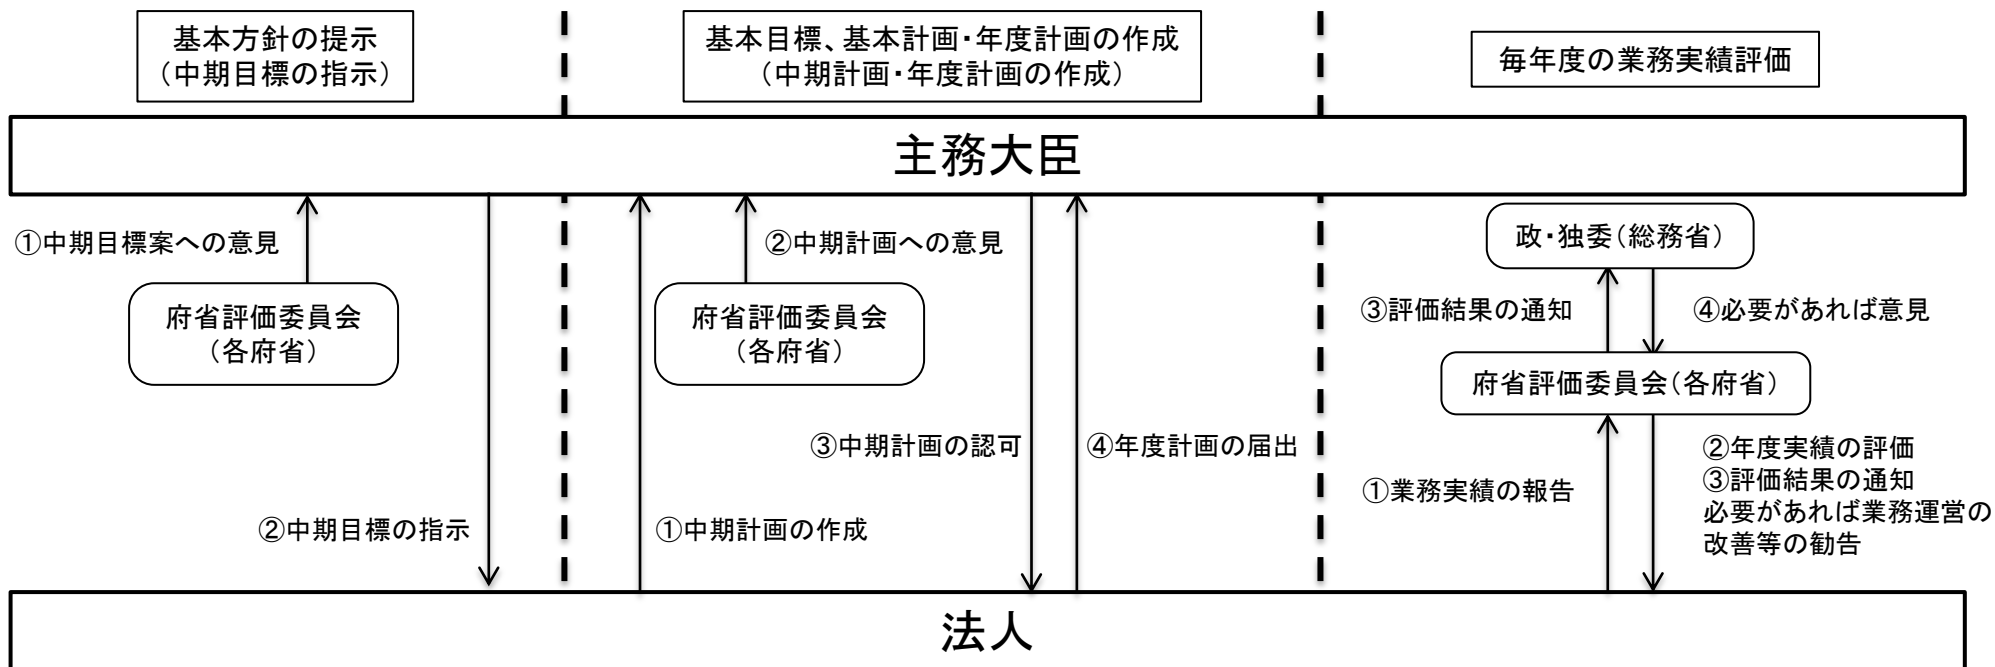 基本方針の提示
（中期目標の指示）
基本目標、基本計画・年度計画の作成
（中期計画・年度計画の作成）
毎年度の業務実績評価
主務大臣
①中期目標案への意見
府省評価委員会
（各府省）
②中期目標の指示
②中期計画への意見
府省評価委員会
（各府省）
③中期計画の認可
④年度計画の届出
①中期計画の作成
政・独委（総務省）
③評価結果の通知
④必要があれば意見
府省評価委員会（各府省）
①業務実績の報告
②年度実績の評価
③評価結果の通知
必要があれば業務運営の
改善等の勧告
法人